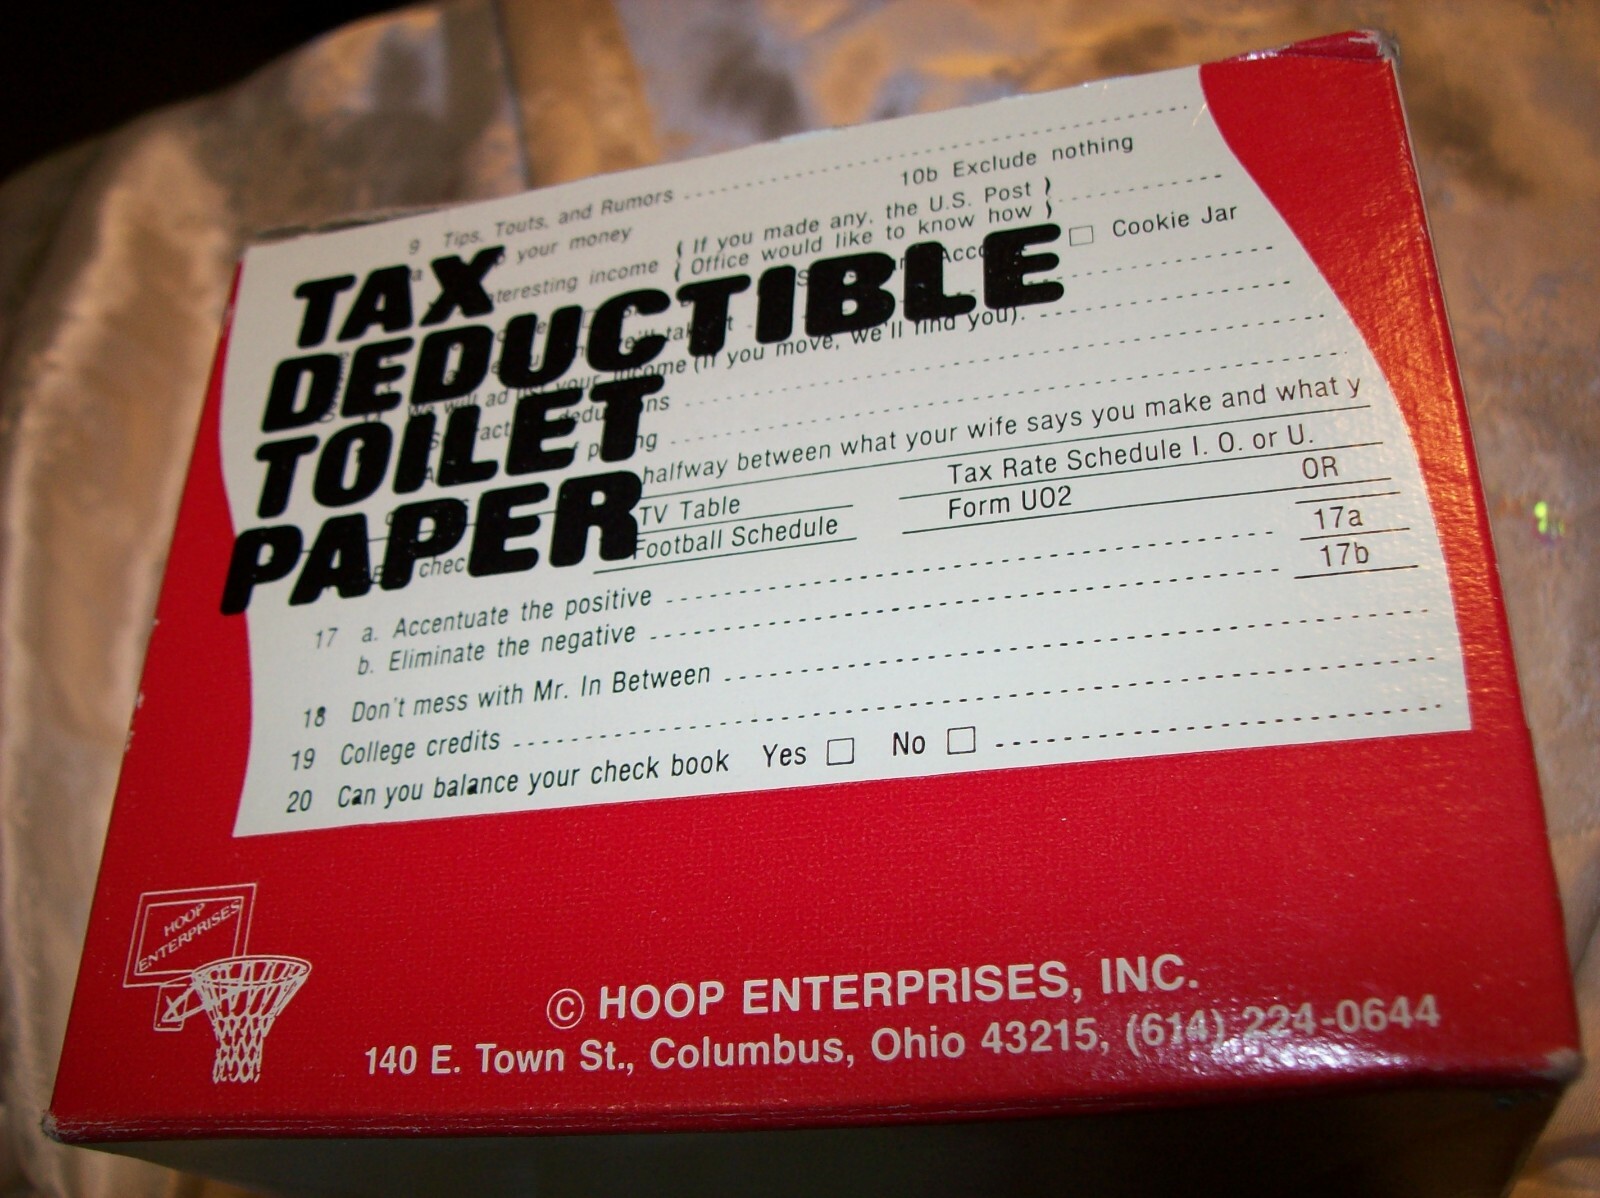 9 Tips, Touts, and Rumors
10b Exclude nothing
your money
(If you made any, the U.S. Post)
(Office would like to know how)
interesting income
Cookie Jar
TAX
DEDUCTIBLE
TOILET
PAPER
your income (If you move, we'll find you).
halfway between what your wife says you make and what y
TV Table
Tax Rate Schedule I. O. or U.
Football Schedule
Form UO2
OR
17 a. Accentuate the positive
17a
b. Eliminate the negative
17b
18 Don't mess with Mr. In Between
19 College credits
20 Can you balance your check book Yes □ No □
HOOP
ENTERPRISES
© HOOP ENTERPRISES, INC.
140 E. Town St., Columbus, Ohio 43215, (614) 224-0644